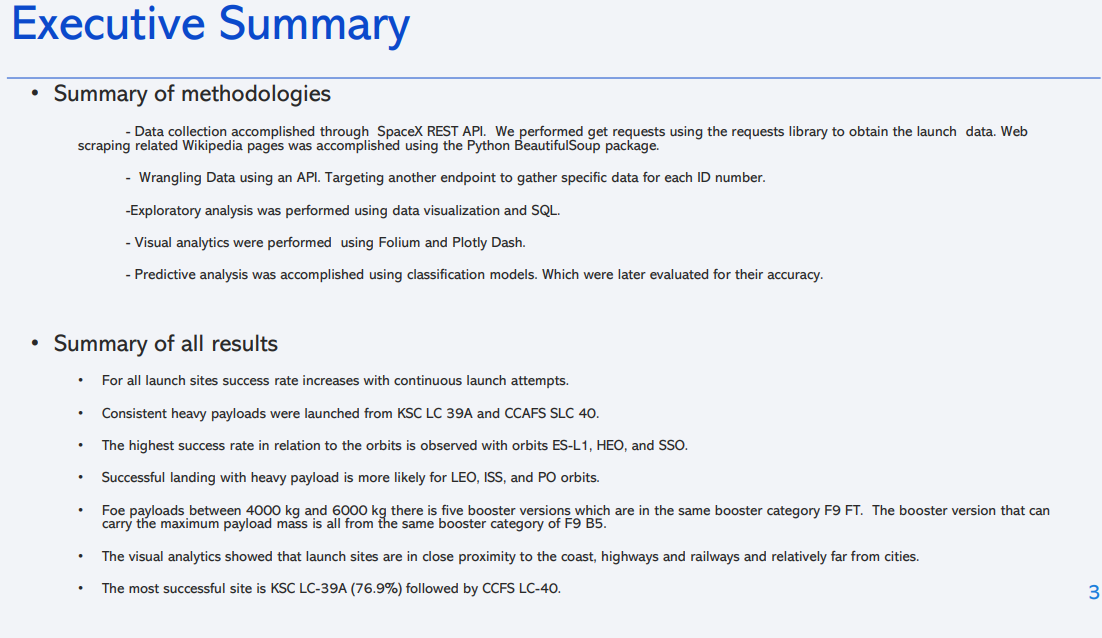 Executive Summary
• Summary of methodologies
- Data collection accomplished through SpaceX REST API. We performed get requests using the requests library to obtain the launch data. Web
scraping related Wikipedia pages was accomplished using the Python BeautifulSoup package.
- Wrangling Data using an API. Targeting another endpoint to gather specific data for each ID number.
-Exploratory analysis was performed using data visualization and SQL.
- Visual analytics were performed using Folium and Plotly Dash.
- Predictive analysis was accomplished using classification models. Which were later evaluated for their accuracy.
• Summary of all results
• For all launch sites success rate increases with continuous launch attempts.
• Consistent heavy payloads were launched from KSC LC 39A and CCAFS SLC 40.
• The highest success rate in relation to the orbits is observed with orbits ES-L1, HEO, and SSO.
• Successful landing with heavy payload is more likely for LEO, ISS, and PO orbits.
• Foe payloads between 4000 kg and 6000 kg there is five booster versions which are in the same booster category F9 FT. The booster version that can
carry the maximum payload mass is all from the same booster category of F9 B5.
• The visual analytics showed that launch sites are in close proximity to the coast, highways and railways and relatively far from cities.
• The most successful site is KSC LC-39A (76.9%) followed by CCFS LC-40.
3